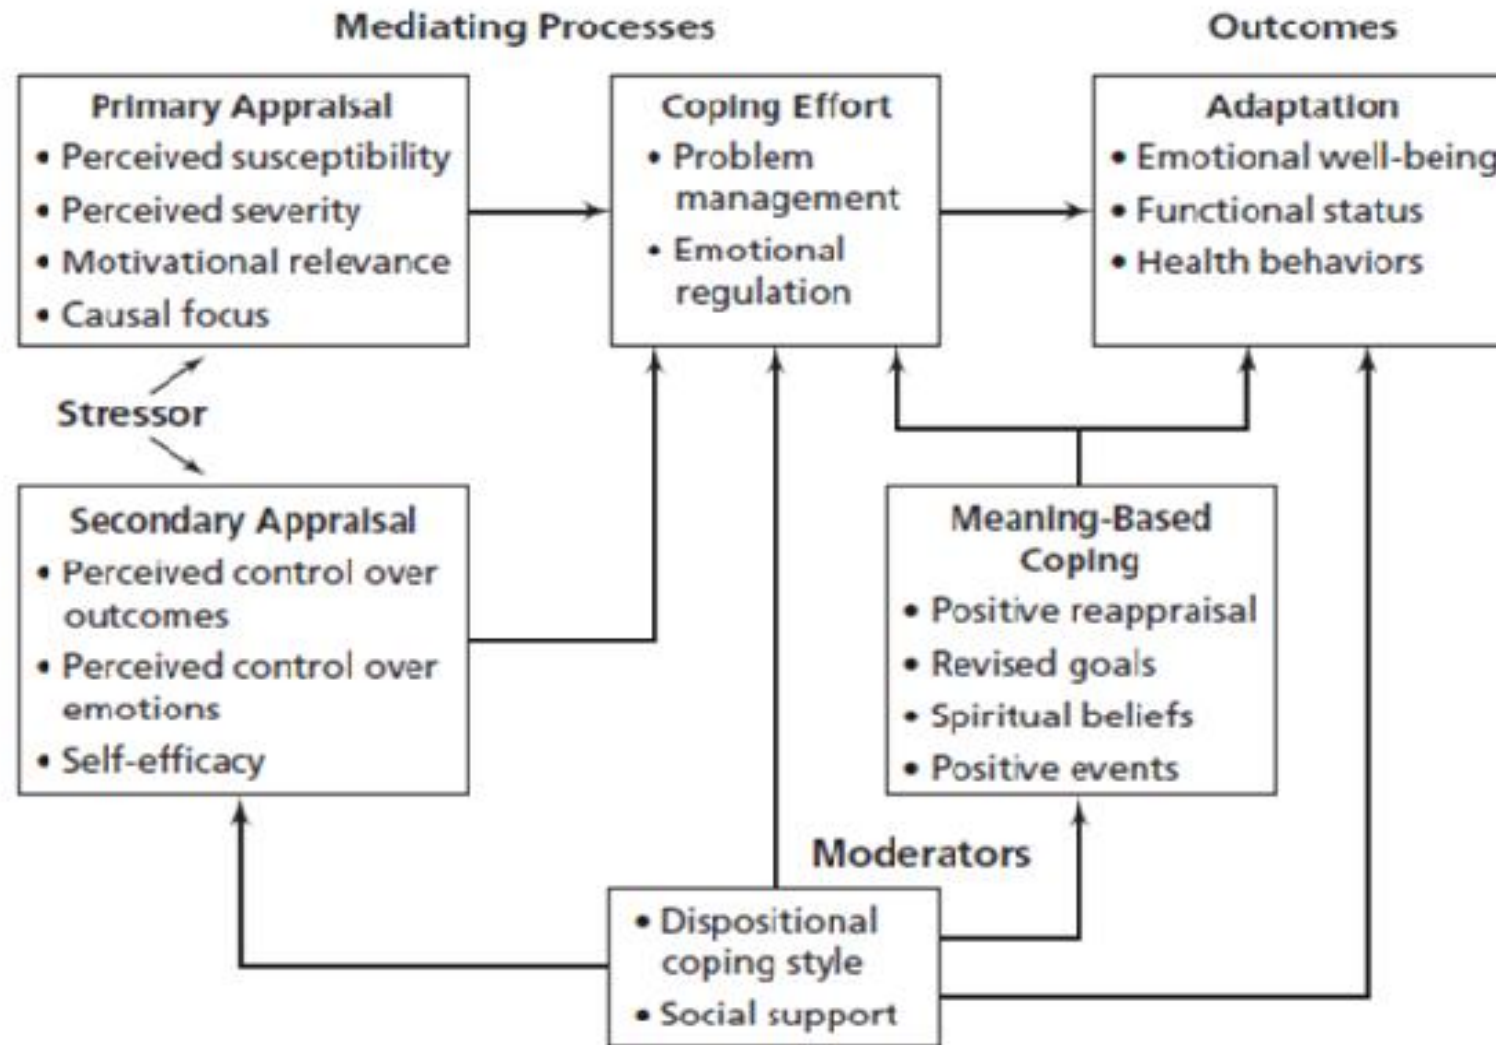 Mediating Processes
Outcomes
Primary Appraisal
• Perceived susceptibility
• Perceived severity
• Motivational relevance
• Causal focus
Coping Effort
• Problem
management
• Emotional
regulation
Adaptation
• Emotional well-being
• Functional status
• Health behaviors
Stressor
Secondary Appraisal
• Perceived control over
outcomes
• Perceived control over
emotions
• Self-efficacy
Meaning-Based
Coping
• Positive reappraisal
• Revised goals
• Spiritual beliefs
• Positive events
Moderators
• Dispositional
coping style
• Social support